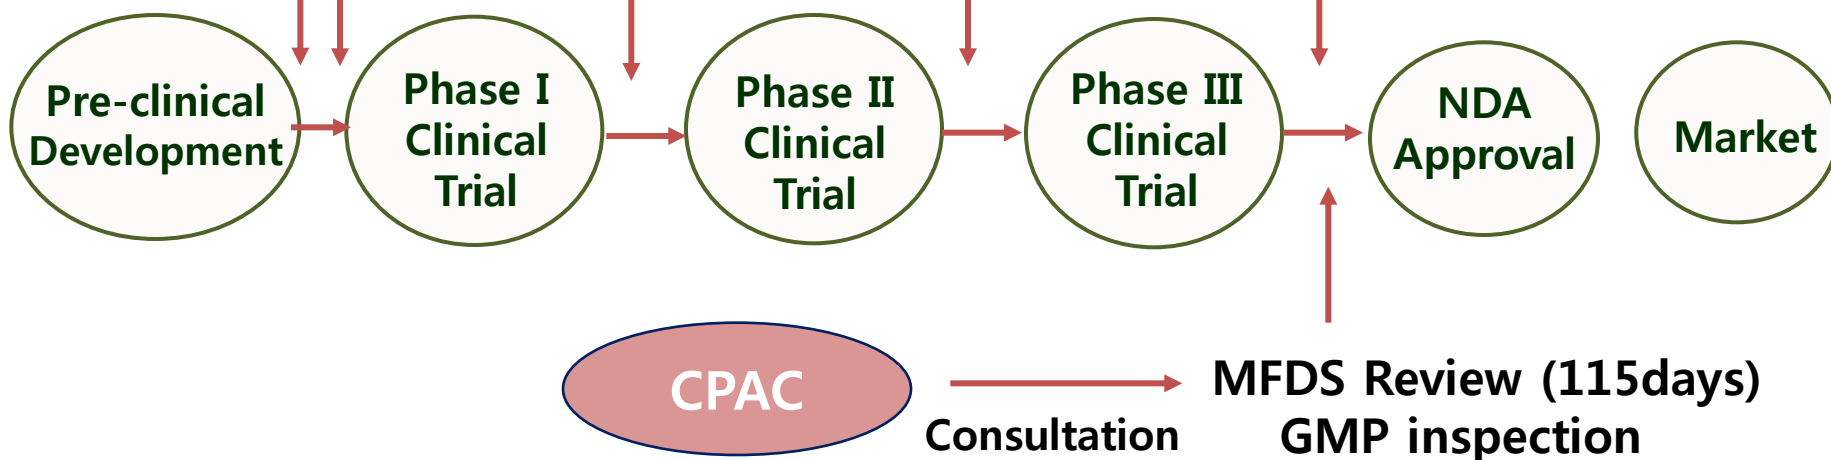 Pre-clinical
Development
Phase I
Clinical
Trial
Phase II
Clinical
Trial
Phase III
Clinical
Trial
NDA
Approval
Market
CPAC
Consultation
MFDS Review (115days)
GMP inspection